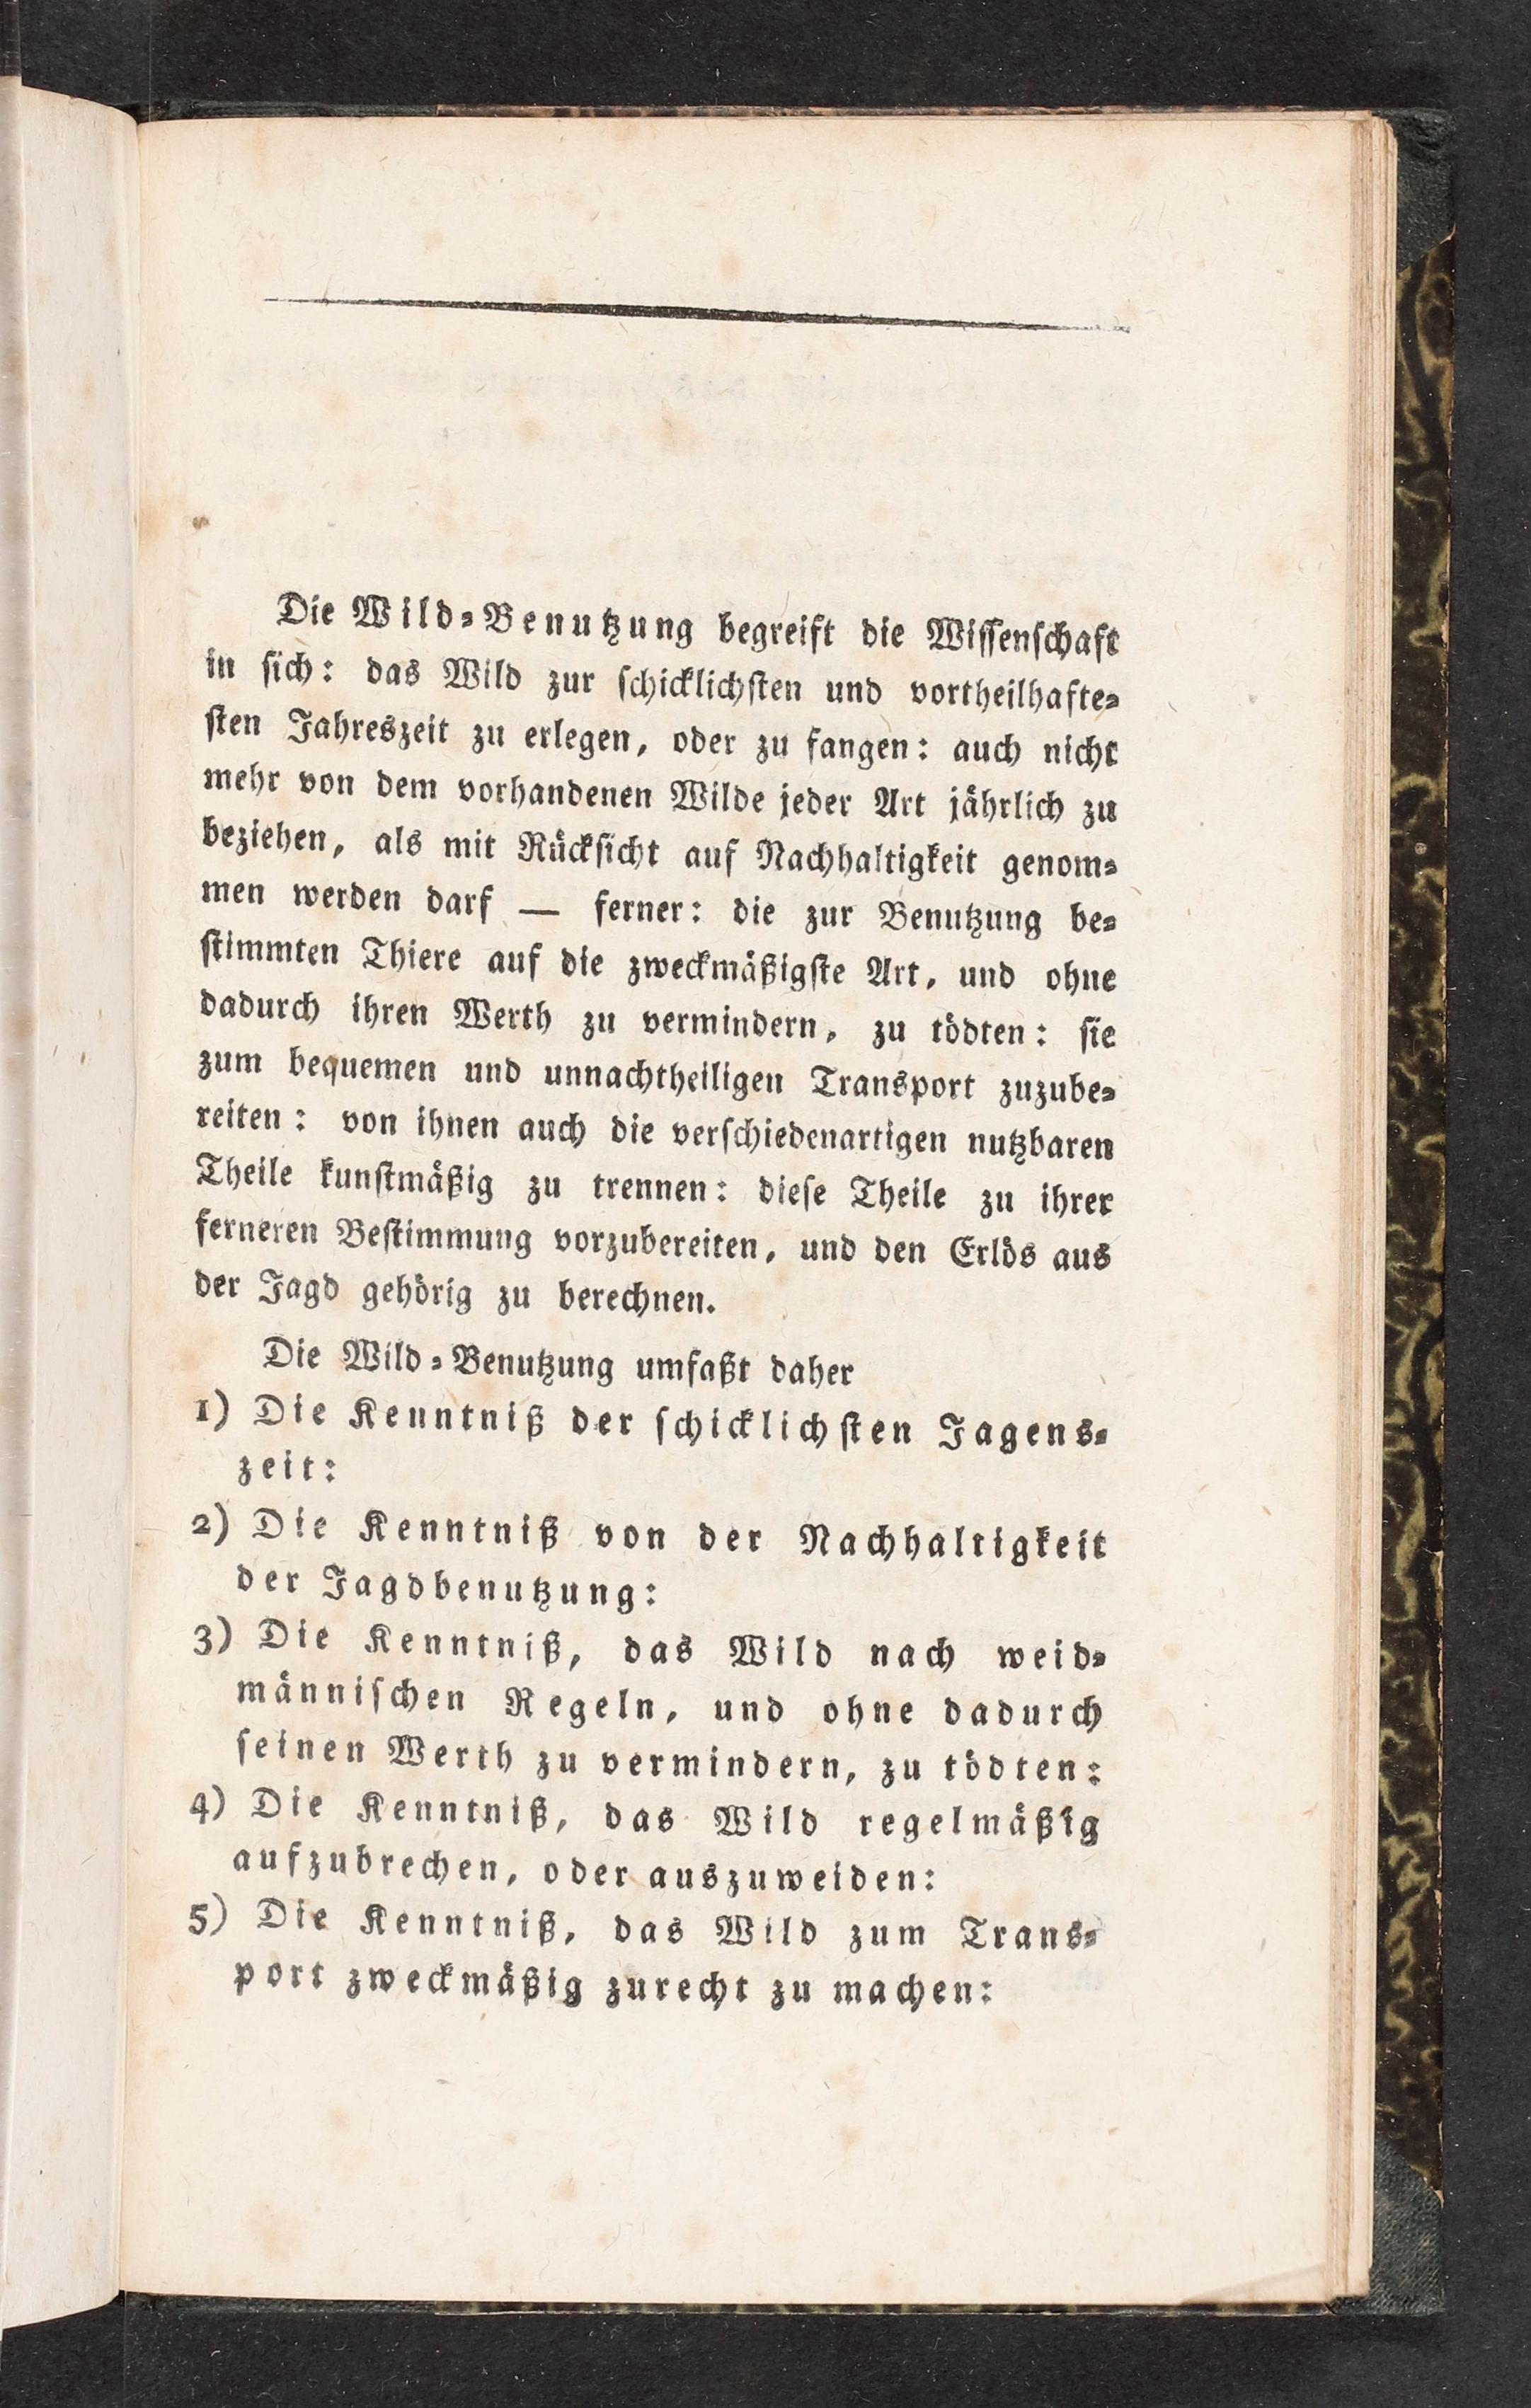 Die Wild-Benutzung begreift die Wissenschaft
in sich: das Wild zur schicklichsten und vortheilhafte-
sten Jahreszeit zu erlegen, oder zu fangen: auch nicht
mehr von dem vorhandenen Wilde jeder Art jährlich zu
beziehen, als mit Rücksicht auf Nachhaltigkeit genom-
men werden darf — ferner: die zur Benutzung be-
stimmten Thiere auf die zweckmäßigste Art, und ohne
dadurch ihren Werth zu vermindern, zu tödten: sie
zum bequemen und unnachtheiligen Transport zuzube-
reiten: von ihnen auch die verschiedenartigen nutzbaren
Theile kunstmäßig zu trennen: diese Theile zu ihrer
ferneren Bestimmung vorzubereiten, und den Erlös aus
der Jagd gehörig zu berechnen.
Die Wild-Benutzung umfaßt daher
1) Die Kenntniß der schicklichsten Jagens-
zeit:
2) Die Kenntniß von der Nachhaltigkeit
der Jagdbenutzung:
3) Die Kenntniß, das Wild nach weid-
männischen Regeln, und ohne dadurch
seinen Werth zu vermindern, zu tödten:
4) Die Kenntniß, das Wild regelmäßig
aufzubrechen, oder auszuweiden:
5) Die Kenntniß, das Wild zum Trans-
port zweckmäßig zurecht zu machen: